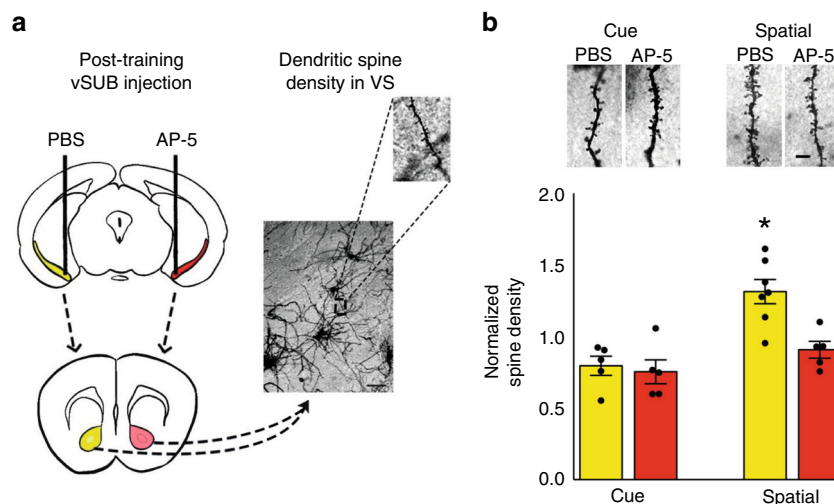 a
Post-training
vSUB injection
PBS
AP-5
Dendritic spine
density in VS
b
Cue
Spatial
PBS AP-5
PBS AP-5
Normalized
spine density
2.0
1.5
1.0
0.5
0.0
*
Cue
Spatial